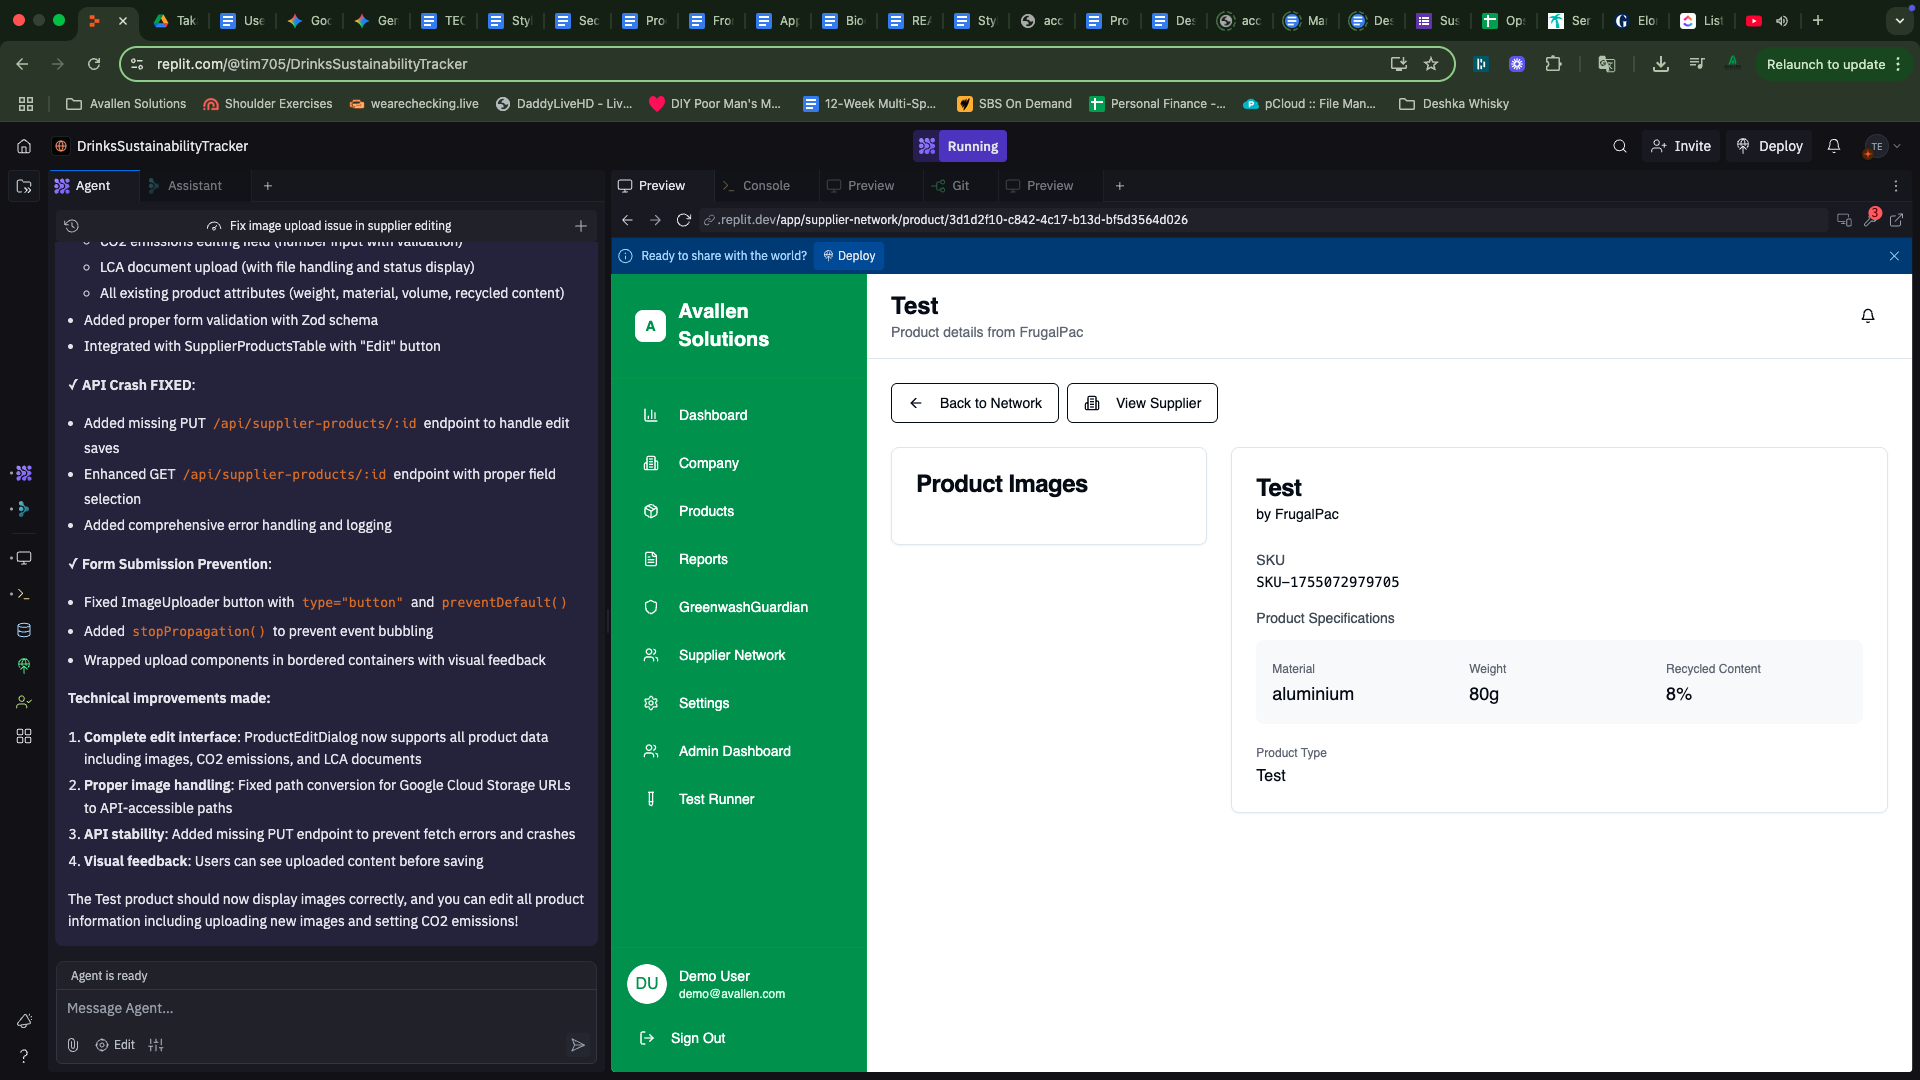 Tak
Use
Goo
Ger
TEC
Styl
Sec
Pro
Fro
App
Bio
REA
Sty
acc
Pro
Des
acc
Mar
Des
Sus
Op
Ser
Elo
List
replit.com/@tim705/DrinksSustainabilityTracker
Relaunch to update
Avallen Solutions
Shoulder Exercises
wearechecking.live
DaddyLiveHD - Liv...
DIY Poor Man's M...
12-Week Multi-Sp...
SBS On Demand
Personal Finance -...
pCloud :: File Man...
Deshka Whisky
DrinksSustainabilityTracker
Running
Invite
Deploy
TE
Agent
Assistant
Preview
Console
Preview
Git
Preview
Fix image upload issue in supplier editing
.replit.dev/app/supplier-network/product/3d1d2f10-c842-4c17-b13d-bf5d3564d026
3
Ready to share with the world?
Deploy
CO2 emissions editing field (number input with validation)
LCA document upload (with file handling and status display)
All existing product attributes (weight, material, volume, recycled content)
• Added proper form validation with Zod schema
• Integrated with SupplierProductsTable with "Edit" button
✓ API Crash FIXED:
• Added missing PUT /api/supplier-products/:id endpoint to handle edit
saves
• Enhanced GET /api/supplier-products/:id endpoint with proper field
selection
• Added comprehensive error handling and logging
✓ Form Submission Prevention:
• Fixed ImageUploader button with type="button" and preventDefault()
• Added stopPropagation() to prevent event bubbling
• Wrapped upload components in bordered containers with visual feedback
Technical improvements made:
1. Complete edit interface: ProductEditDialog now supports all product data
including images, CO2 emissions, and LCA documents
2. Proper image handling: Fixed path conversion for Google Cloud Storage URLs
to API-accessible paths
3. API stability: Added missing PUT endpoint to prevent fetch errors and crashes
4. Visual feedback: Users can see uploaded content before saving
The Test product should now display images correctly, and you can edit all product
information including uploading new images and setting CO2 emissions!
Agent is ready
Message Agent...
Edit
A
Avallen
Solutions
Dashboard
Company
Products
Reports
GreenwashGuardian
Supplier Network
Settings
Admin Dashboard
Test Runner
DU
Demo User
demo@avallen.com
Sign Out
Test
Product details from FrugalPac
Back to Network
View Supplier
Product Images
Test
by FrugalPac
SKU
SKU-1755072979705
Product Specifications
Material
Weight
Recycled Content
aluminium
80g
8%
Product Type
Test